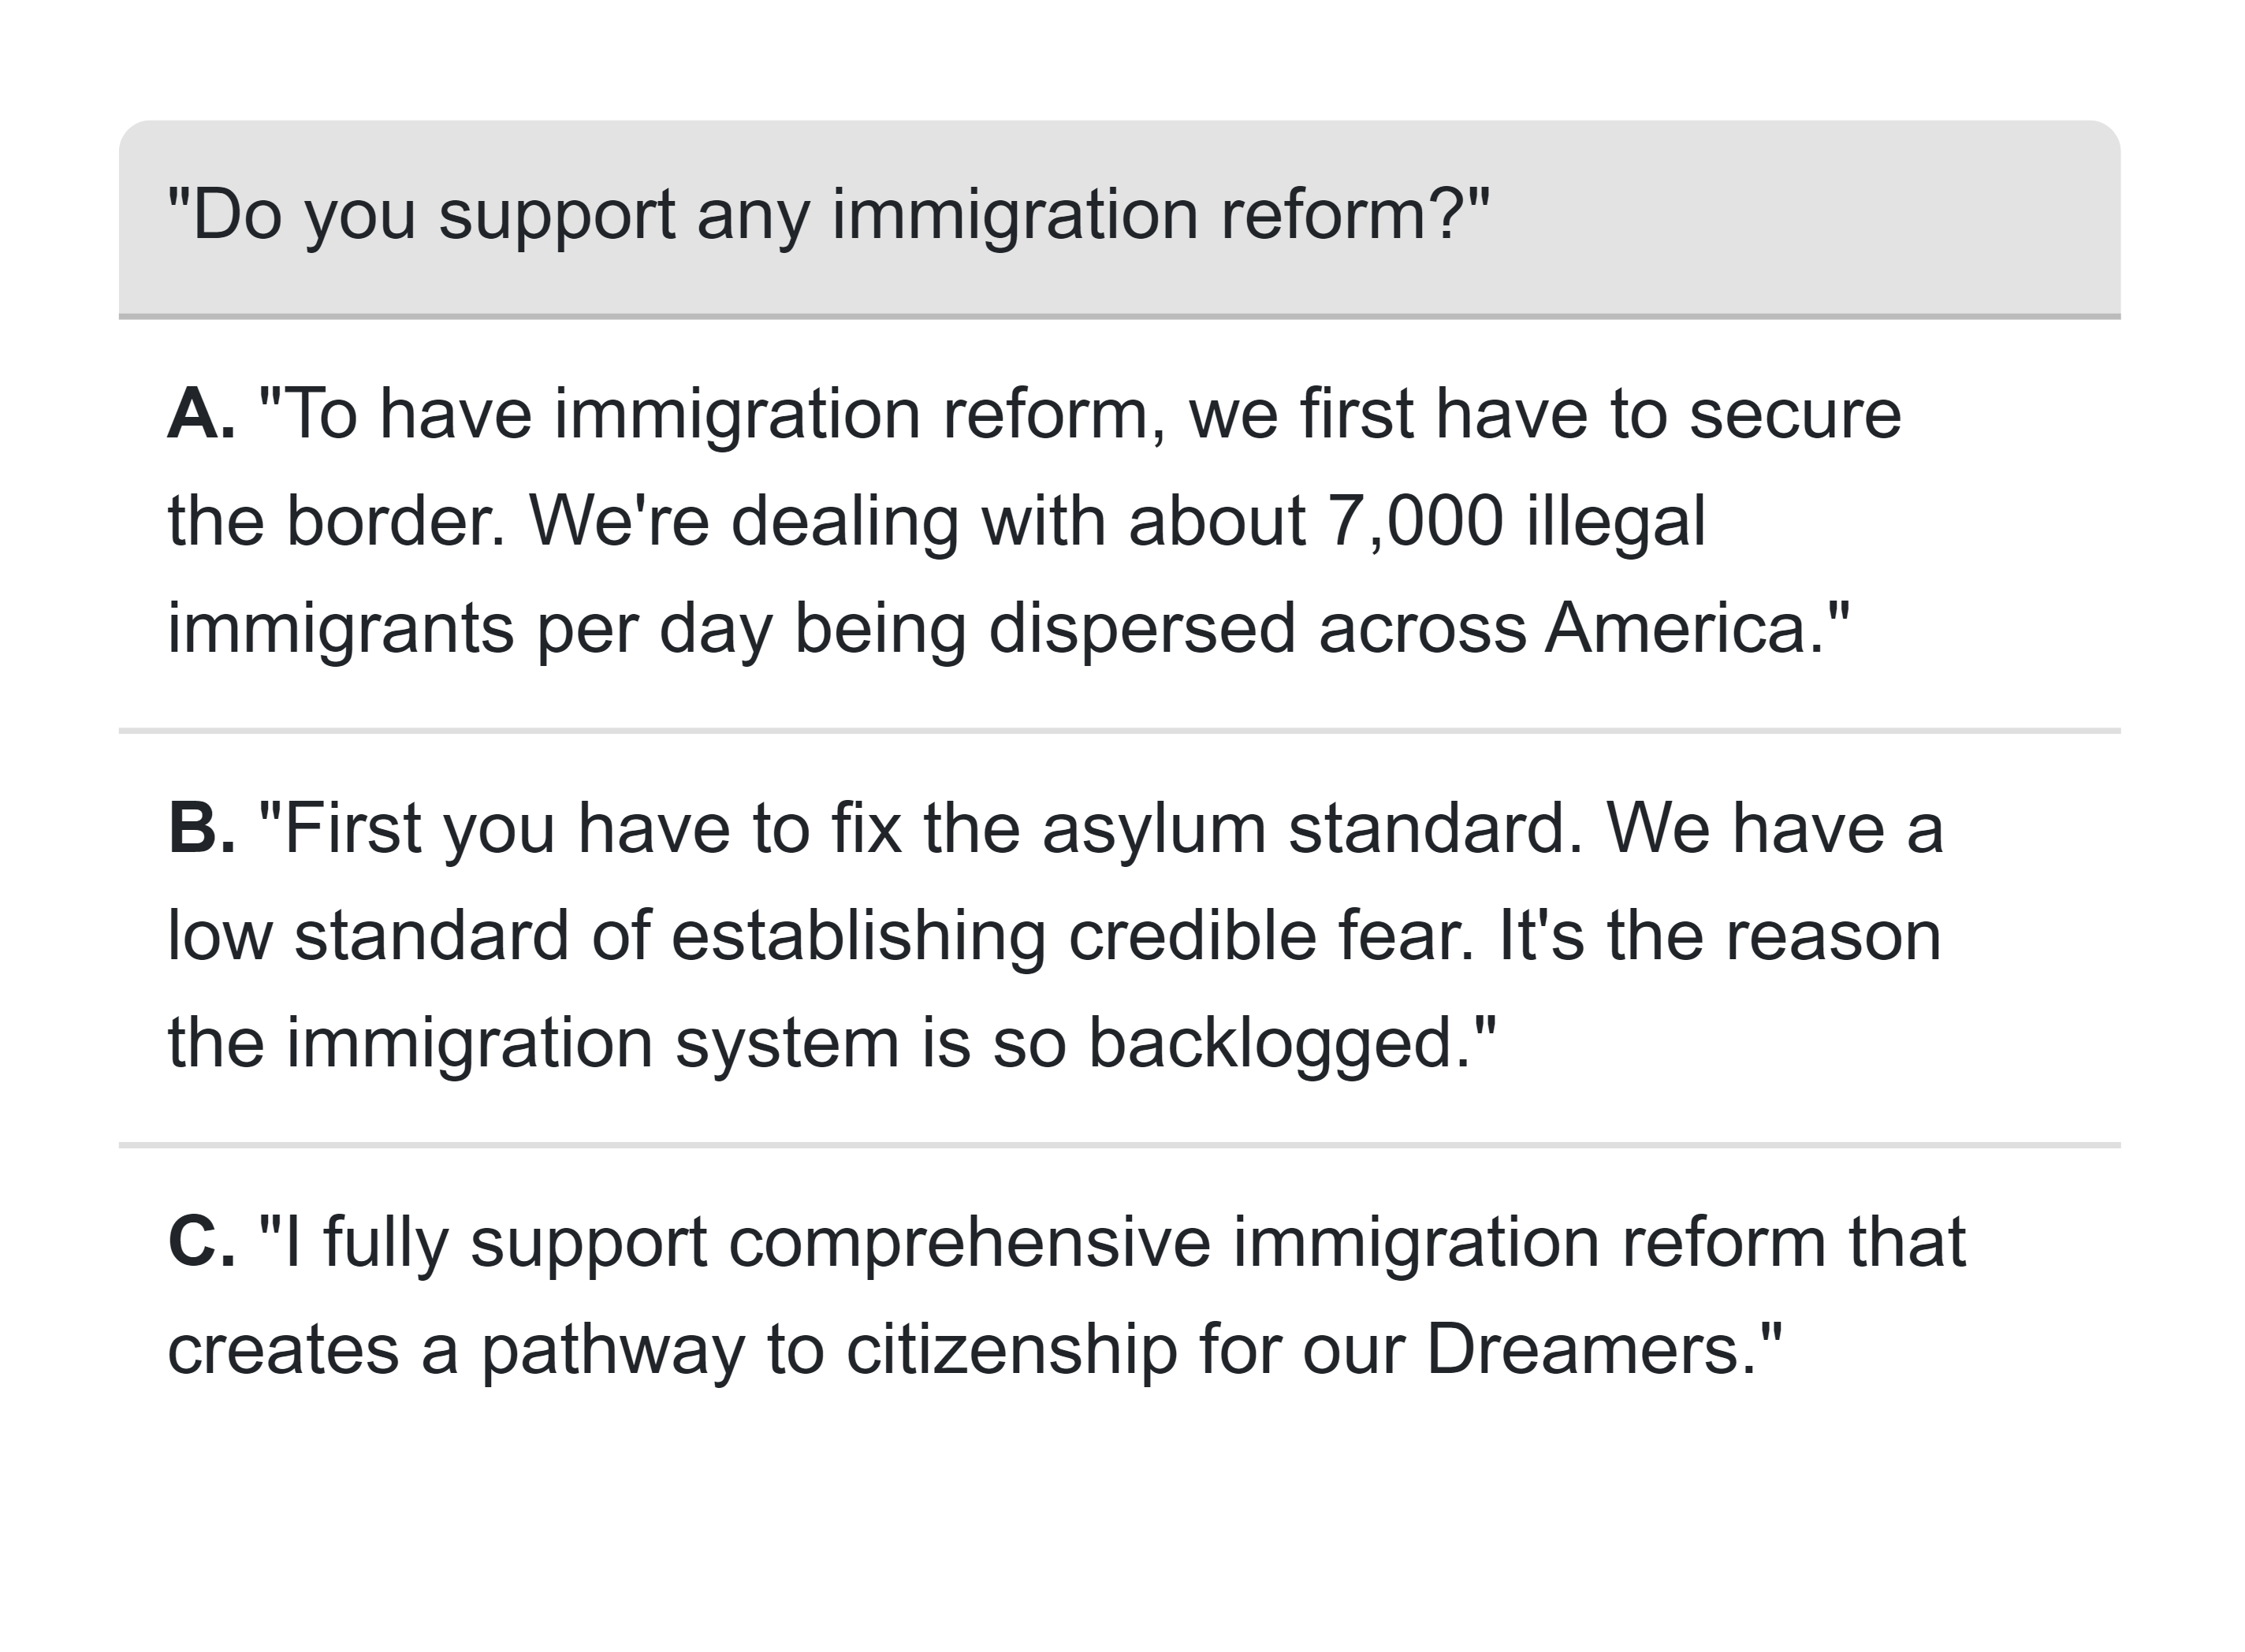 "Do you support any immigration reform?"
A. "To have immigration reform, we first have to secure
the border. We're dealing with about 7,000 illegal
immigrants per day being dispersed across America."
B. "First you have to fix the asylum standard. We have a
low standard of establishing credible fear. It's the reason
the immigration system is so backlogged."
C. "I fully support comprehensive immigration reform that
creates a pathway to citizenship for our Dreamers."